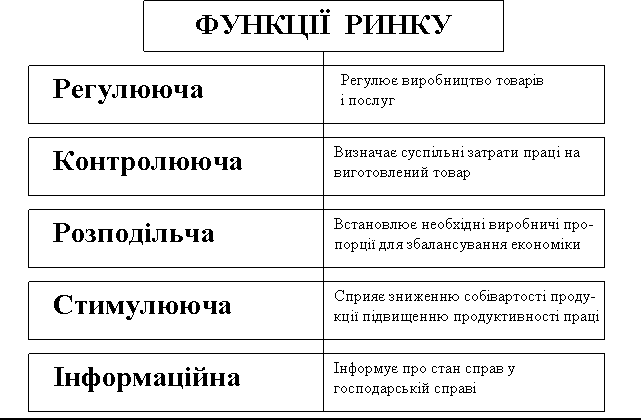 ФУНКЦІЇ РИНКУ
Регулююча
Регулює виробництво товарів
і послуг
Контролююча
Визначає суспільні затрати праці на
виготовлений товар
Розподільча
Встановлює необхідні виробничі про-
порції для збалансування економіки
Стимулююча
Сприяє зниженню собівартості проду-
кції підвищенню продуктивності праці
Інформаційна
Інформує про стан справ у
господарській справі